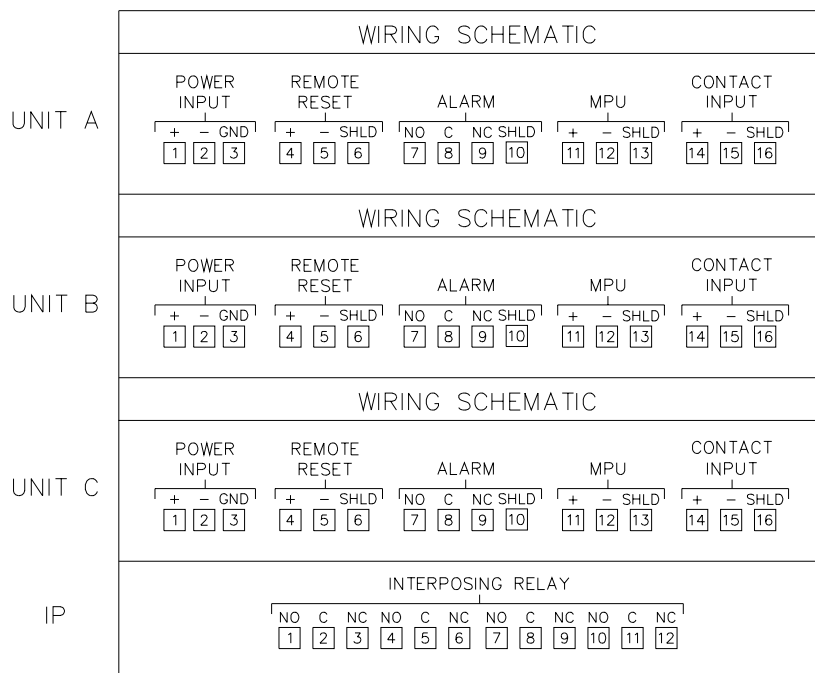 WIRING SCHEMATIC
UNIT A
POWER INPUT REMOTE RESET ALARM MPU CONTACT INPUT
+ − GND + − SHLD NO C NC SHLD + − SHLD + − SHLD
1 2 3 4 5 6 7 8 9 10 11 12 13 14 15 16
WIRING SCHEMATIC
UNIT B
POWER INPUT REMOTE RESET ALARM MPU CONTACT INPUT
+ − GND + − SHLD NO C NC SHLD + − SHLD + − SHLD
1 2 3 4 5 6 7 8 9 10 11 12 13 14 15 16
WIRING SCHEMATIC
UNIT C
POWER INPUT REMOTE RESET ALARM MPU CONTACT INPUT
+ − GND + − SHLD NO C NC SHLD + − SHLD + − SHLD
1 2 3 4 5 6 7 8 9 10 11 12 13 14 15 16
IP
INTERPOSING RELAY
NO C NC NO C NC NO C NC NO C NC
1 2 3 4 5 6 7 8 9 10 11 12